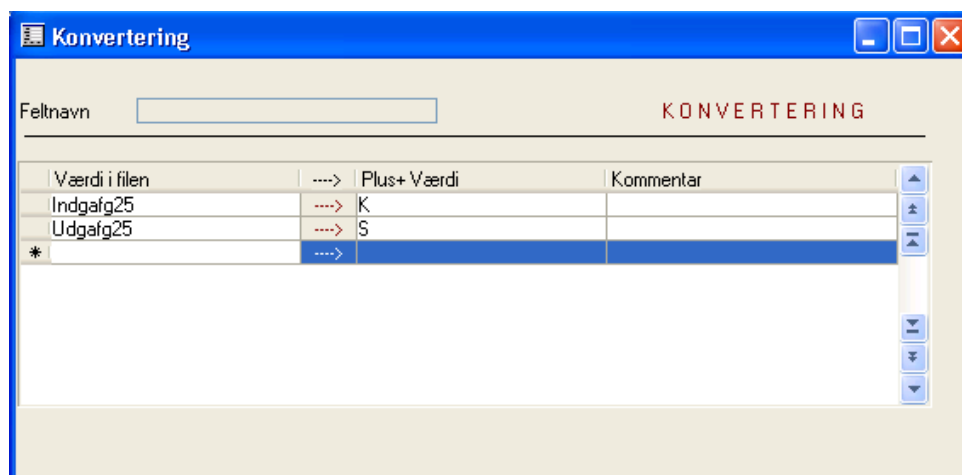 Konvertering
Feltnavn KONVERTERING
Værdi i filen ----> Plus+ Værdi Kommentar
Indgafg25 ----> K
Udgafg25 ----> S
* ---->